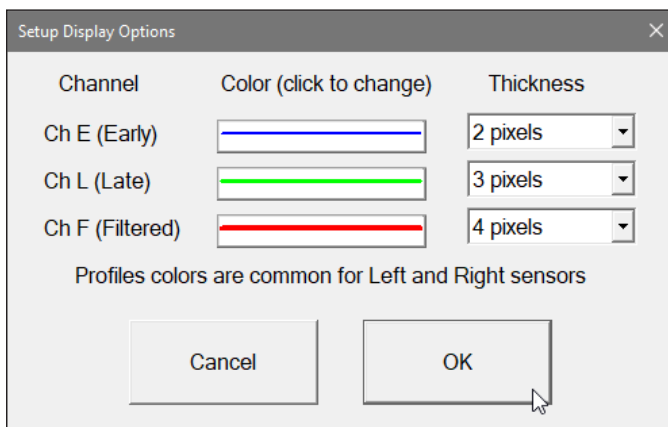 Setup Display Options
Channel Color (click to change) Thickness
Ch E (Early) 2 pixels
Ch L (Late) 3 pixels
Ch F (Filtered) 4 pixels
Profiles colors are common for Left and Right sensors
Cancel OK